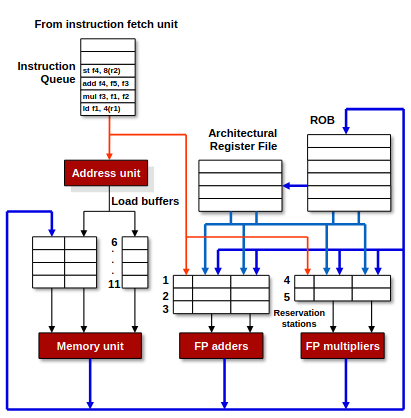 From instruction fetch unit
Instruction
Queue
st f4, 8(r2)
add f4, f5, f3
mul f3, f1, f2
ld f1, 4(r1)
Architectural
Register File
ROB
Address unit
Load buffers
6
.
.
.
11
1
2
3
4
5
Reservation
stations
Memory unit
FP adders
FP multipliers